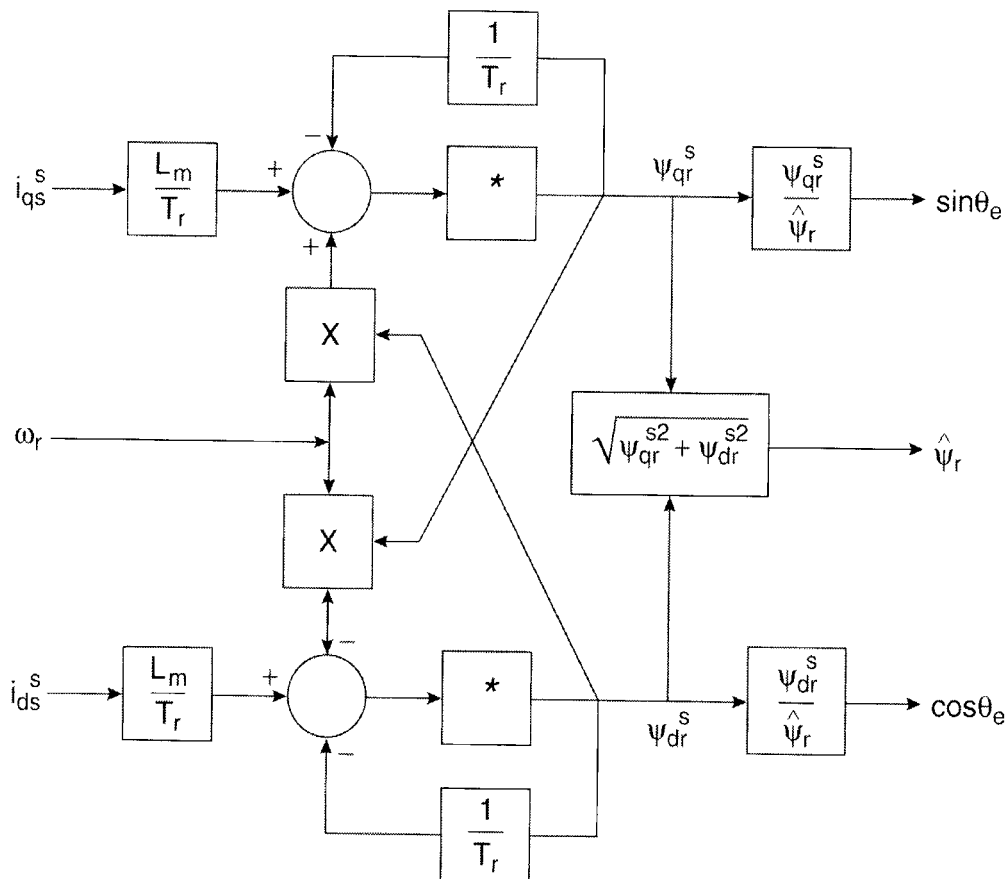 1
T_r
−
i_qs^s
L_m
T_r
+
+
*
ψ_qr^s
ψ_qr^s
ψ̂_r
sinθ_e
X
ω_r
√ψ_qr^s2 + ψ_dr^s2
ψ̂_r
X
−
i_ds^s
L_m
T_r
+
−
*
ψ_dr^s
ψ_dr^s
ψ̂_r
cosθ_e
1
T_r